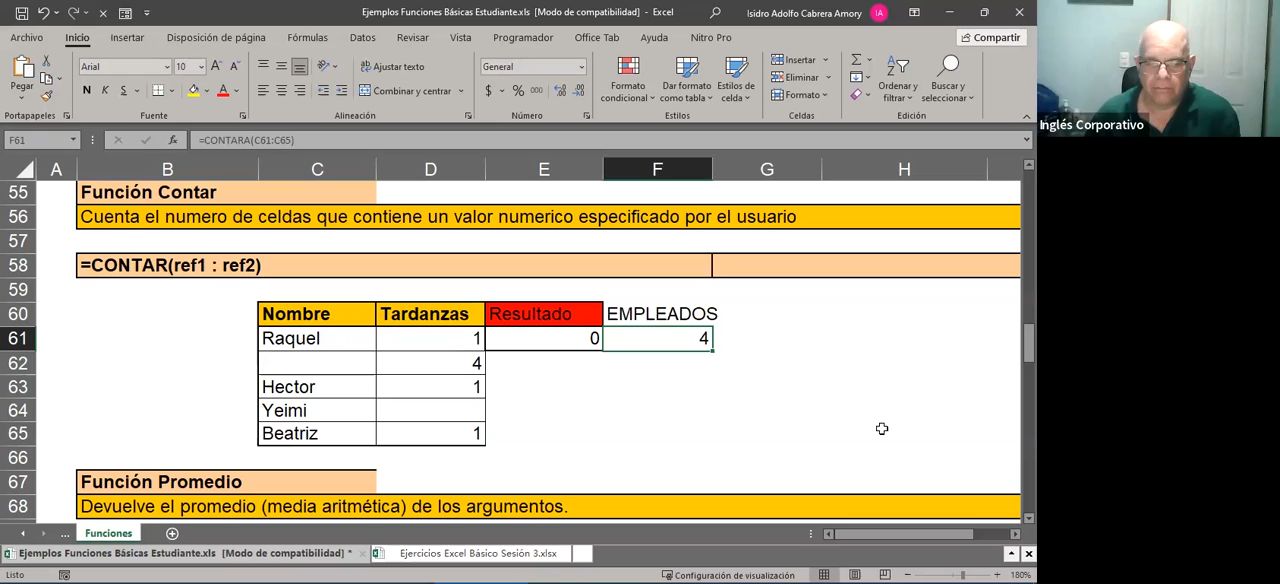 Ejemplos Funciones Básicas Estudiante.xls [Modo de compatibilidad] - Excel
Isidro Adolfo Cabrera Amory
IA
Archivo Inicio Insertar Disposición de página Fórmulas Datos Revisar Vista Programador Office Tab Ayuda Nitro Pro
Compartir
Pegar
Arial 10
N K S
Ajustar texto
Combinar y centrar
General
$ % 000
Formato condicional
Dar formato como tabla
Estilos de celda
Insertar
Eliminar
Formato
Ordenar y filtrar
Buscar y seleccionar
Portapapeles Fuente Alineación Número Estilos Celdas Edición
Inglés Corporativo
F61 fx =CONTARA(C61:C65)
A B C D E F G H
55 Función Contar
56 Cuenta el numero de celdas que contiene un valor numerico especificado por el usuario
57
58 =CONTAR(ref1 : ref2)
59
60 Nombre Tardanzas Resultado EMPLEADOS
61 Raquel 1 0 4
62 4
63 Hector 1
64 Yeimi
65 Beatriz 1
66
67 Función Promedio
68 Devuelve el promedio (media aritmética) de los argumentos.
... Funciones
Ejemplos Funciones Básicas Estudiante.xls [Modo de compatibilidad] *
Ejercicios Excel Básico Sesión 3.xlsx
Listo
Configuración de visualización
180%